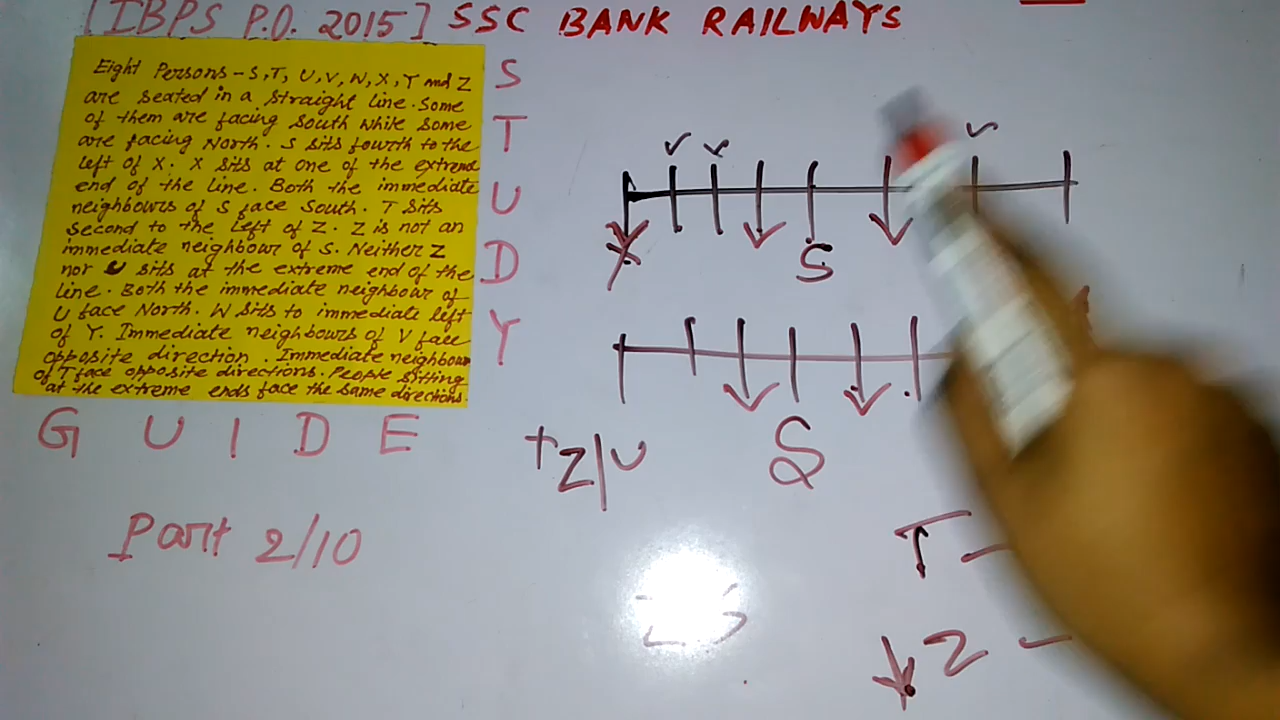 [IBPS P.O. 2015] SSC BANK RAILWAYS
Eight Persons - S,T, U,V, W, X, Y and Z
are seated in a straight line. Some
of them are facing South while some
are facing North. S sits fourth to the
left of X. X sits at one of the extreme
end of the line. Both the immediate
neighbours of S face South. T sits
second to the left of Z. Z is not an
immediate neighbour of S. Neither Z
nor U sits at the extreme end of the
line. Both the immediate neighbour of
U face North. W sits to immediate left
of Y. Immediate neighbours of V face
opposite direction. Immediate neighbour
of T face opposite directions. People sitting
at the extreme ends face the same directions.
S
T
U
D
Y
G U I D E
Part 2/10
X S
S
Z/U
T -
Z -